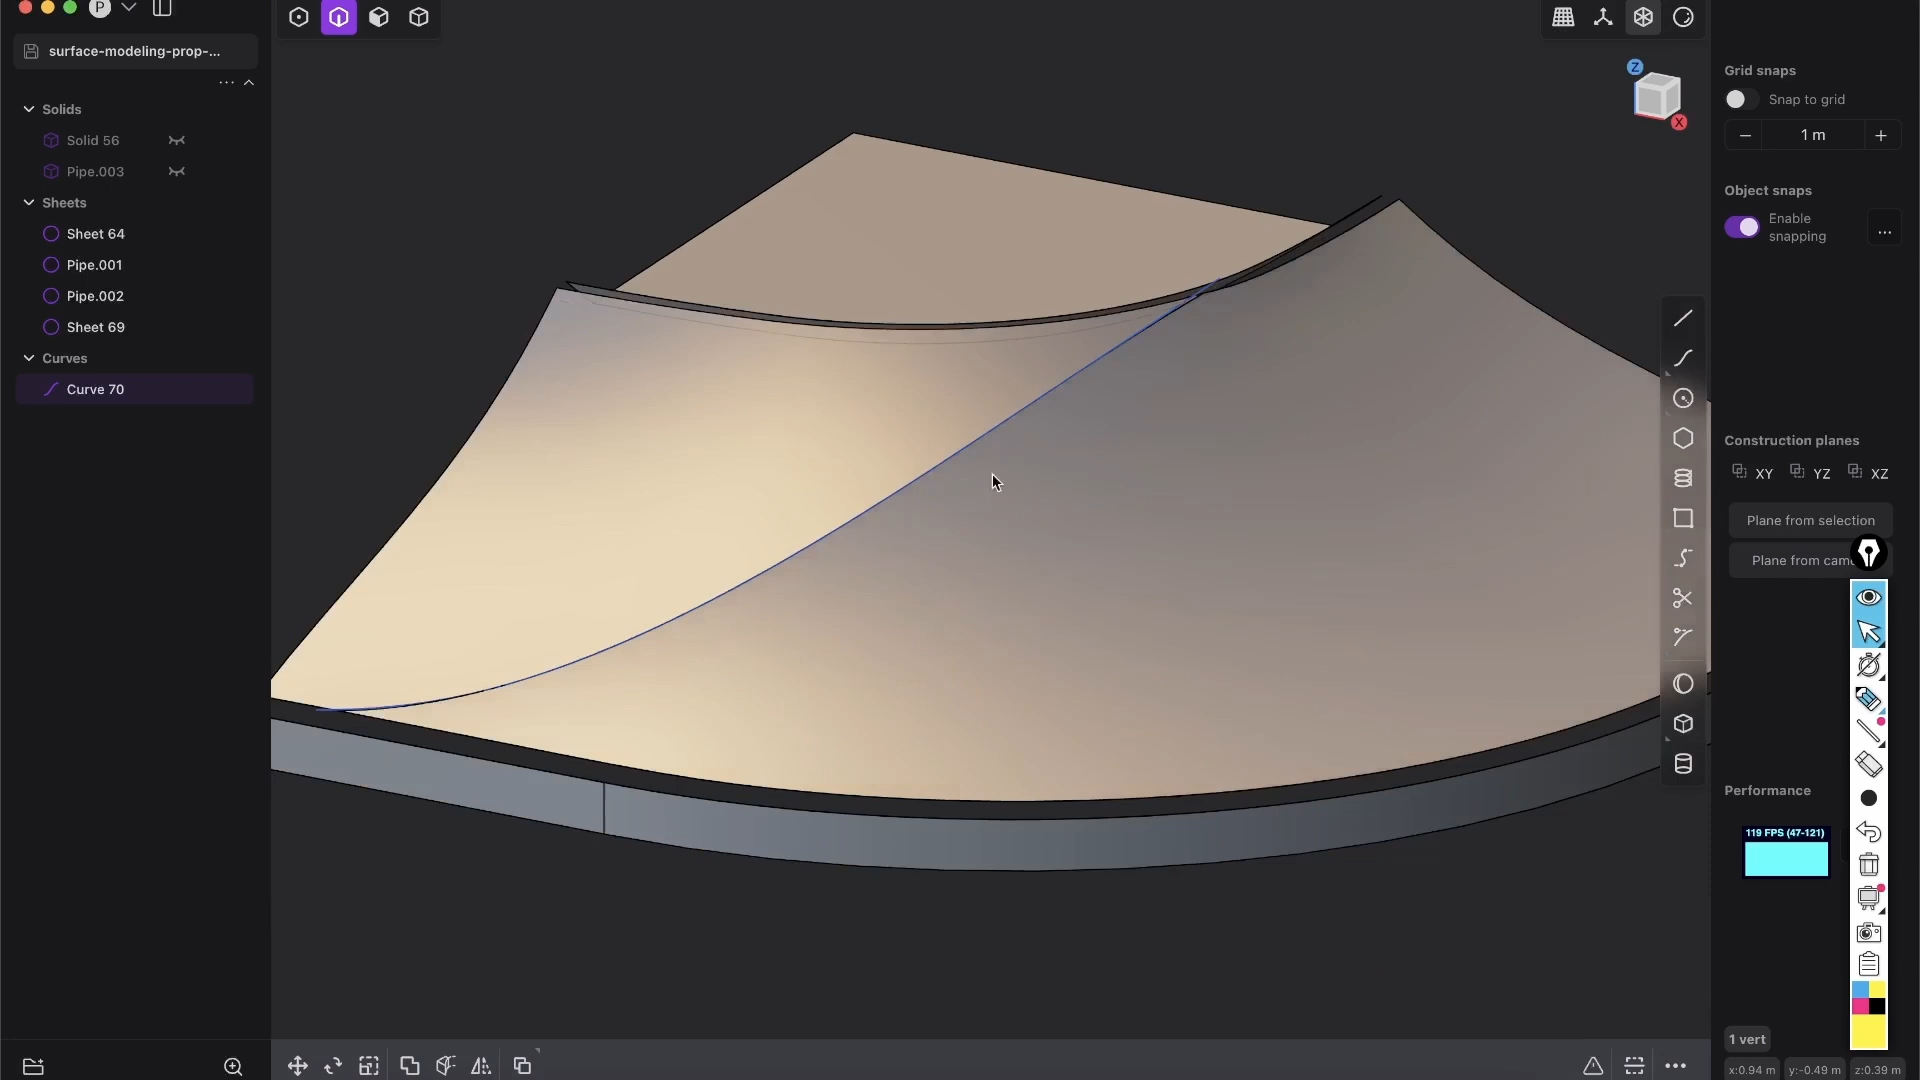 P
surface-modeling-prop-...
Solids
Solid 56
Pipe.003
Sheets
Sheet 64
Pipe.001
Pipe.002
Sheet 69
Curves
Curve 70
Z
X
Grid snaps
Snap to grid
1 m
Object snaps
Enable
snapping
...
Construction planes
XY
YZ
XZ
Plane from selection
Plane from
Performance
119 FPS (47-121)
1 vert
x:0.94 m
y:-0.49 m
z:0.39 m